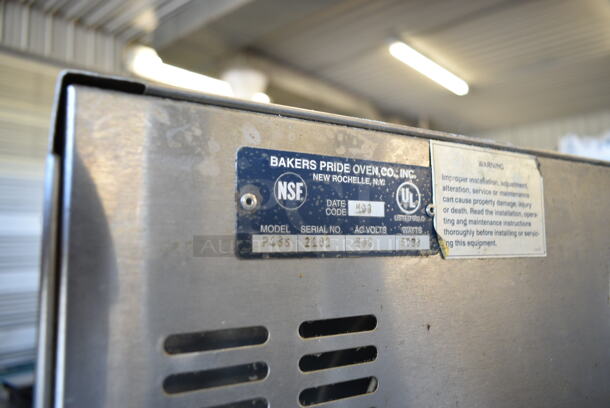 BAKERS PRIDE OVEN CO., INC.
NEW ROCHELLE, N.Y.
NSF
UL
DATE
CODE
MODEL SERIAL NO. AC VOLTS WATTS
WARNING
Improper installation, adjustment,
alteration, service or maintenance
can cause property damage, injury
or death. Read the installation, opera-
ting and maintenance instructions
thoroughly before installing or servic-
ing this equipment.